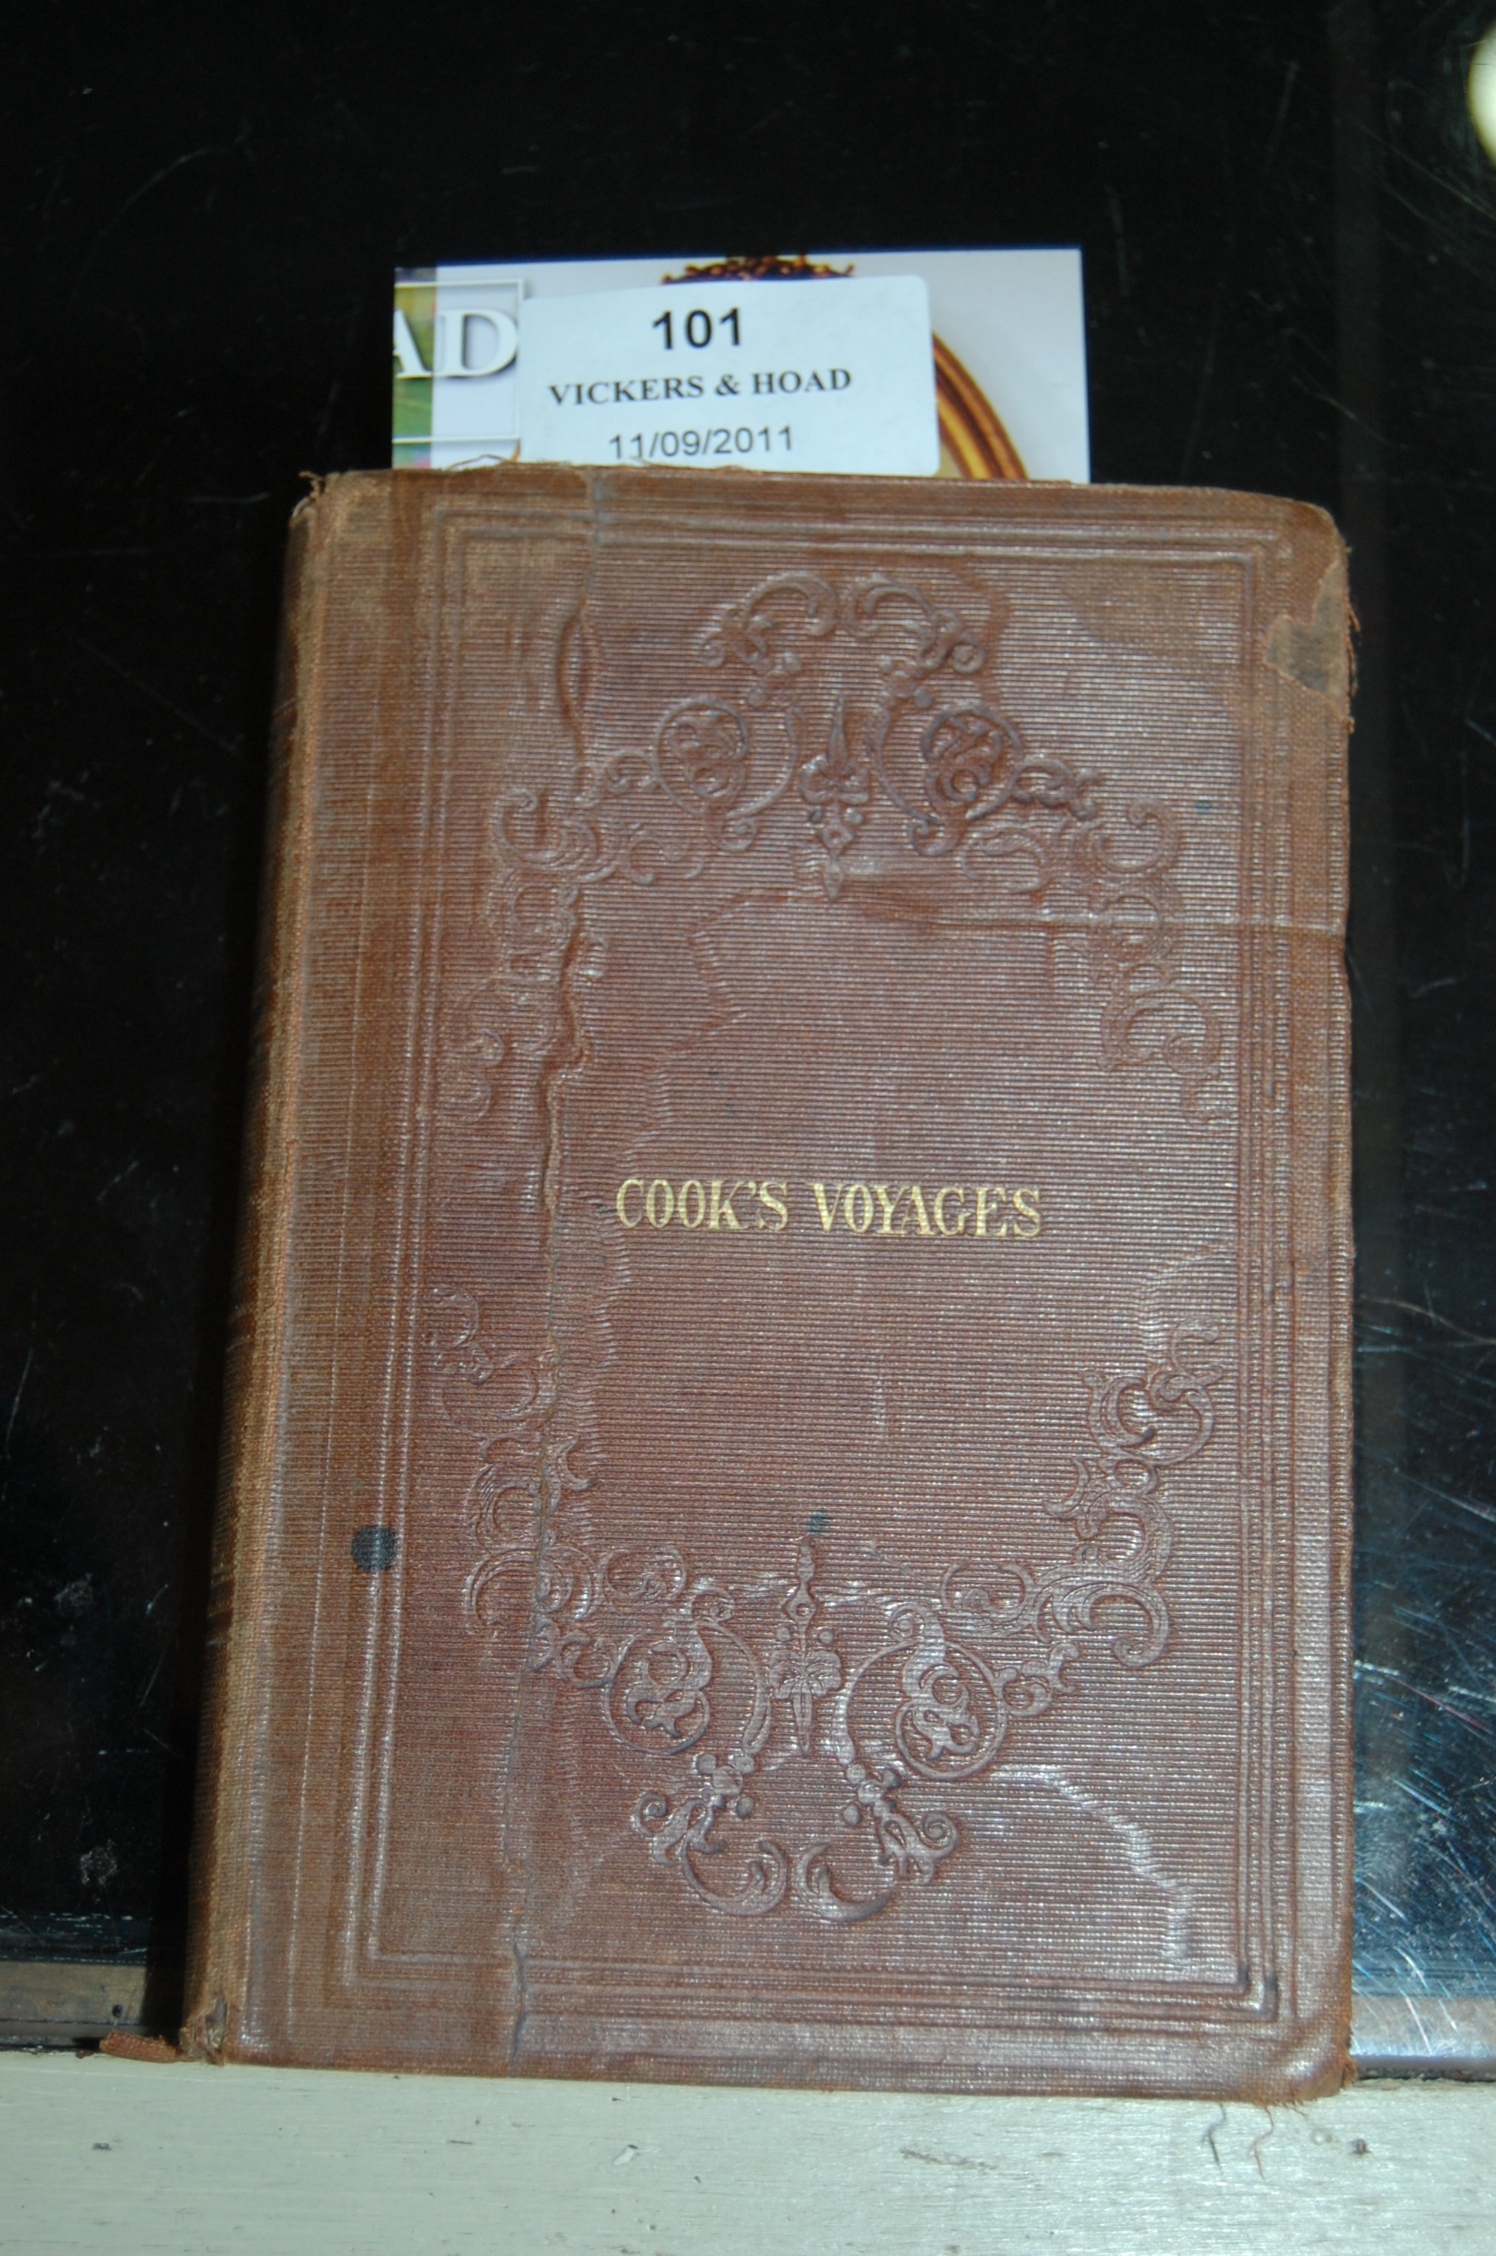 AD
101
VICKERS & HOAD
11/09/2011
COOK'S VOYAGES